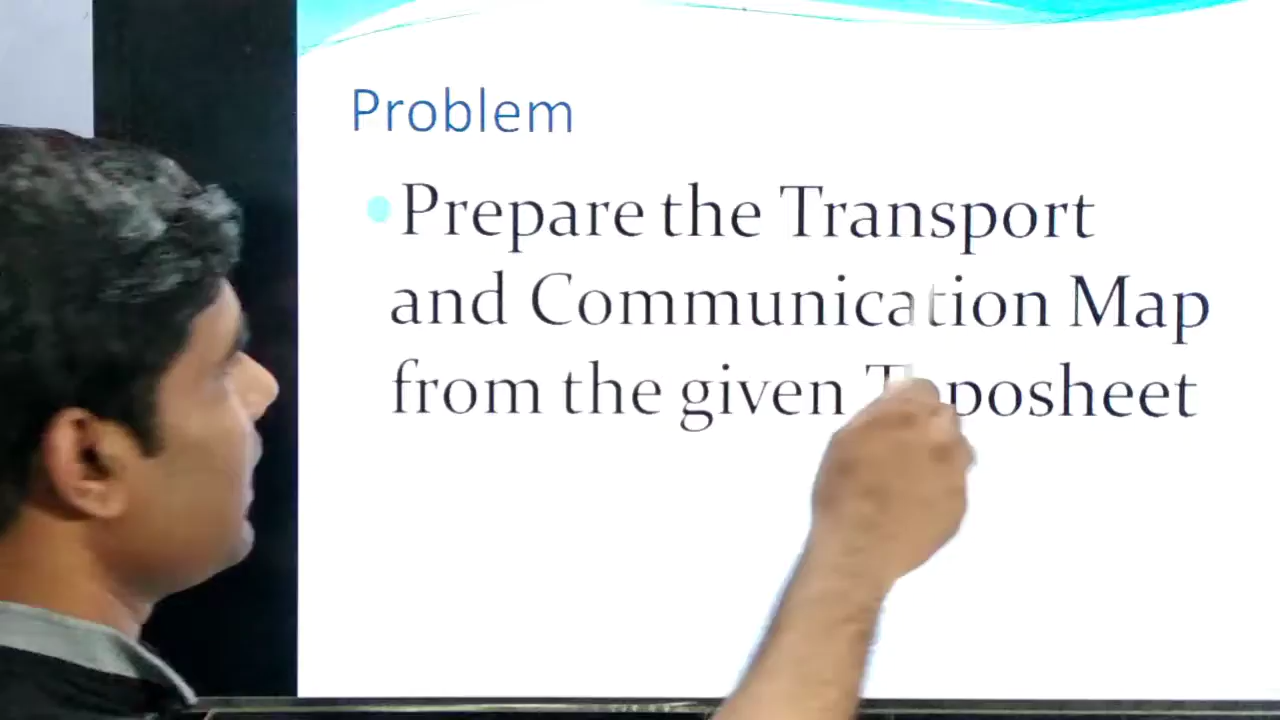 Problem
Prepare the Transport
and Communication Map
from the given Toposheet